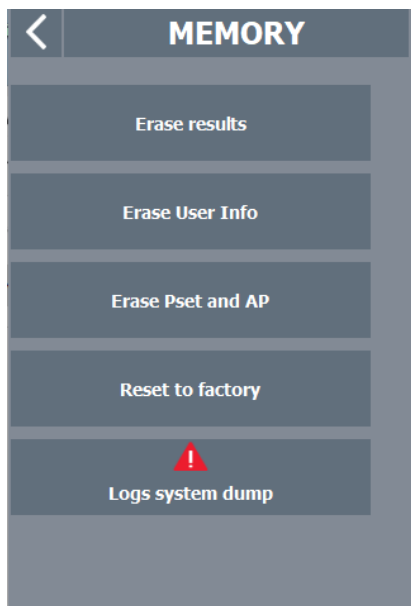 MEMORY
Erase results
Erase User Info
Erase Pset and AP
Reset to factory
Logs system dump